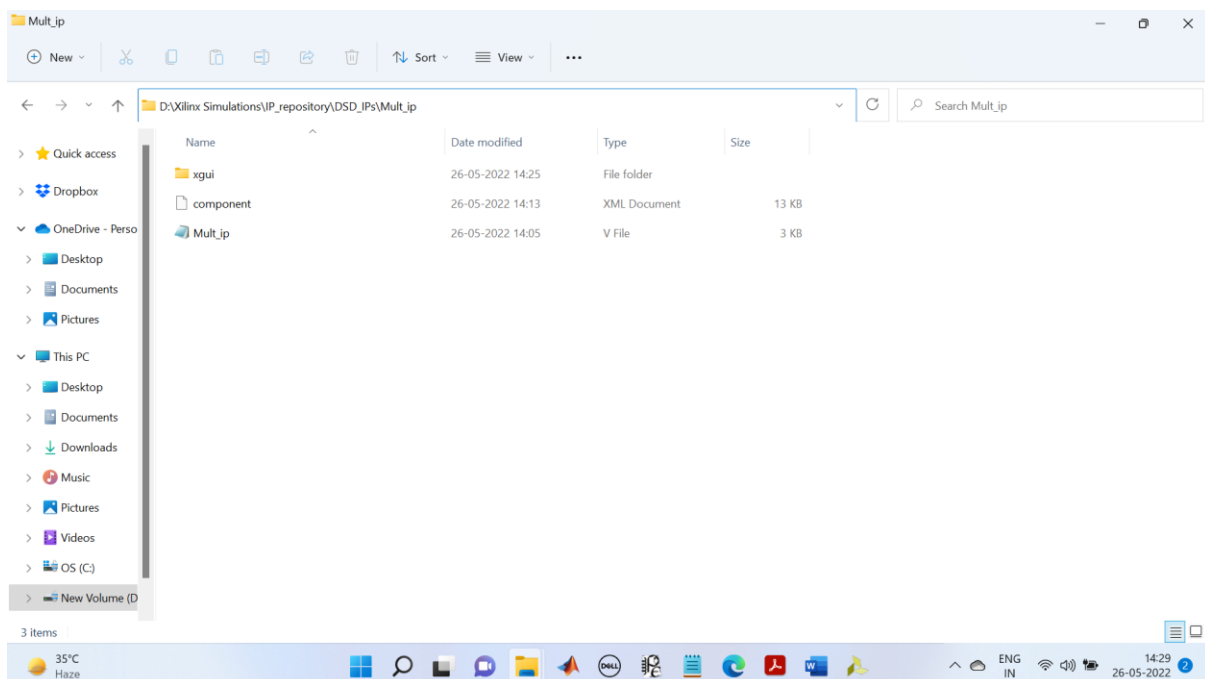 Mult_ip
New
Sort
View
D:\Xilinx Simulations\IP_repository\DSD_IPs\Mult_ip
Search Mult_ip
Quick access
Dropbox
OneDrive - Perso
Desktop
Documents
Pictures
This PC
Desktop
Documents
Downloads
Music
Pictures
Videos
OS (C:)
New Volume (D
Name Date modified Type Size
xgui 26-05-2022 14:25 File folder
component 26-05-2022 14:13 XML Document 13 KB
Mult_ip 26-05-2022 14:05 V File 3 KB
3 items
35°C
Haze
DELL
ENG
IN
14:29
26-05-2022
2